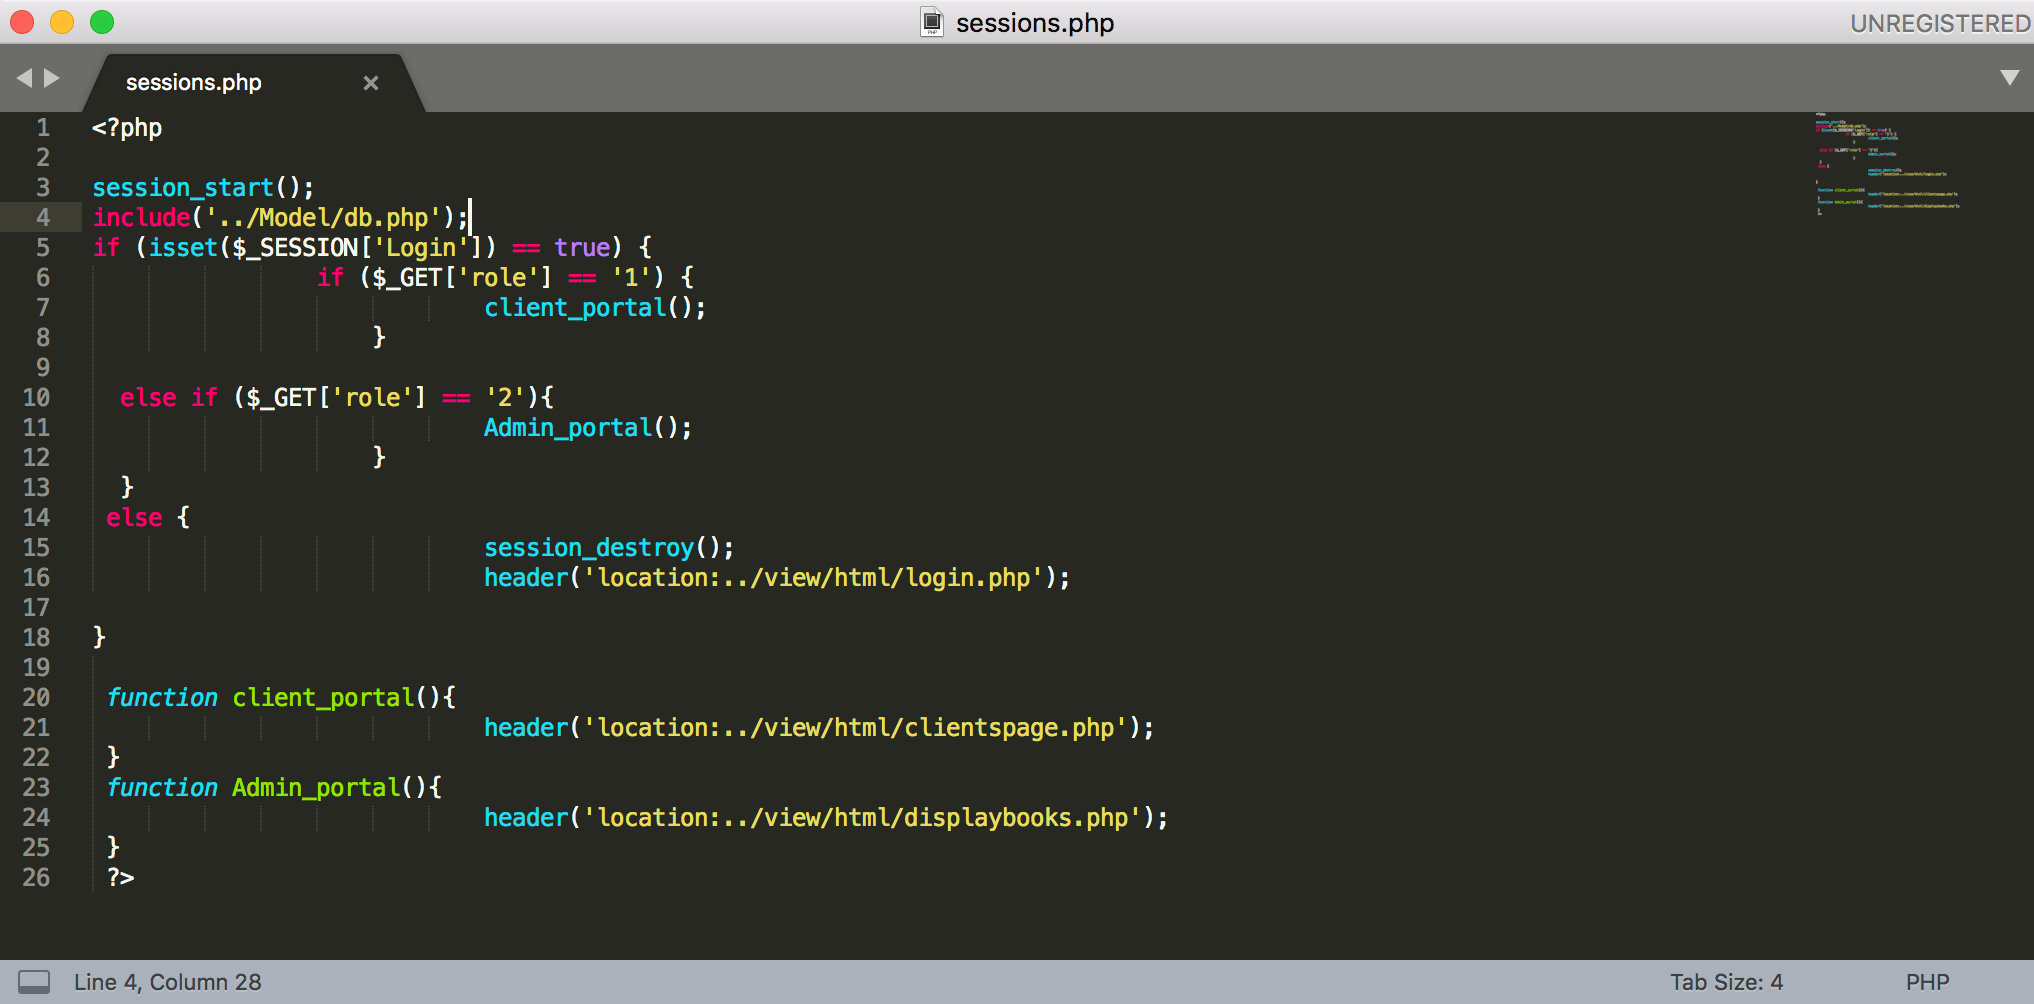 sessions.php
UNREGISTERED
sessions.php ×
1 <?php
2
3 session_start();
4 include('../Model/db.php');
5 if (isset($_SESSION['Login']) == true) {
6 if ($_GET['role'] == '1') {
7 client_portal();
8 }
9
10 else if ($_GET['role'] == '2'){
11 Admin_portal();
12 }
13 }
14 else {
15 session_destroy();
16 header('location:../view/html/login.php');
17
18 }
19
20 function client_portal(){
21 header('location:../view/html/clientspage.php');
22 }
23 function Admin_portal(){
24 header('location:../view/html/displaybooks.php');
25 }
26 ?>
Line 4, Column 28
Tab Size: 4
PHP